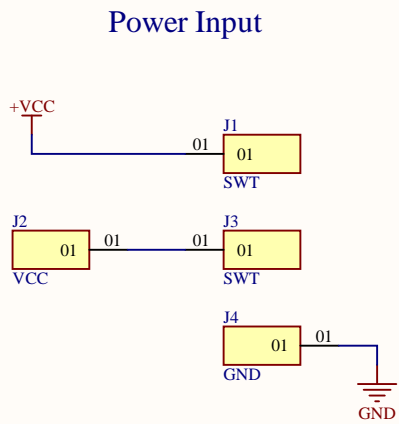 Power Input
+VCC
J1
01
01
SWT
J2
01
01
VCC
J3
01
01
SWT
J4
01
01
GND
GND